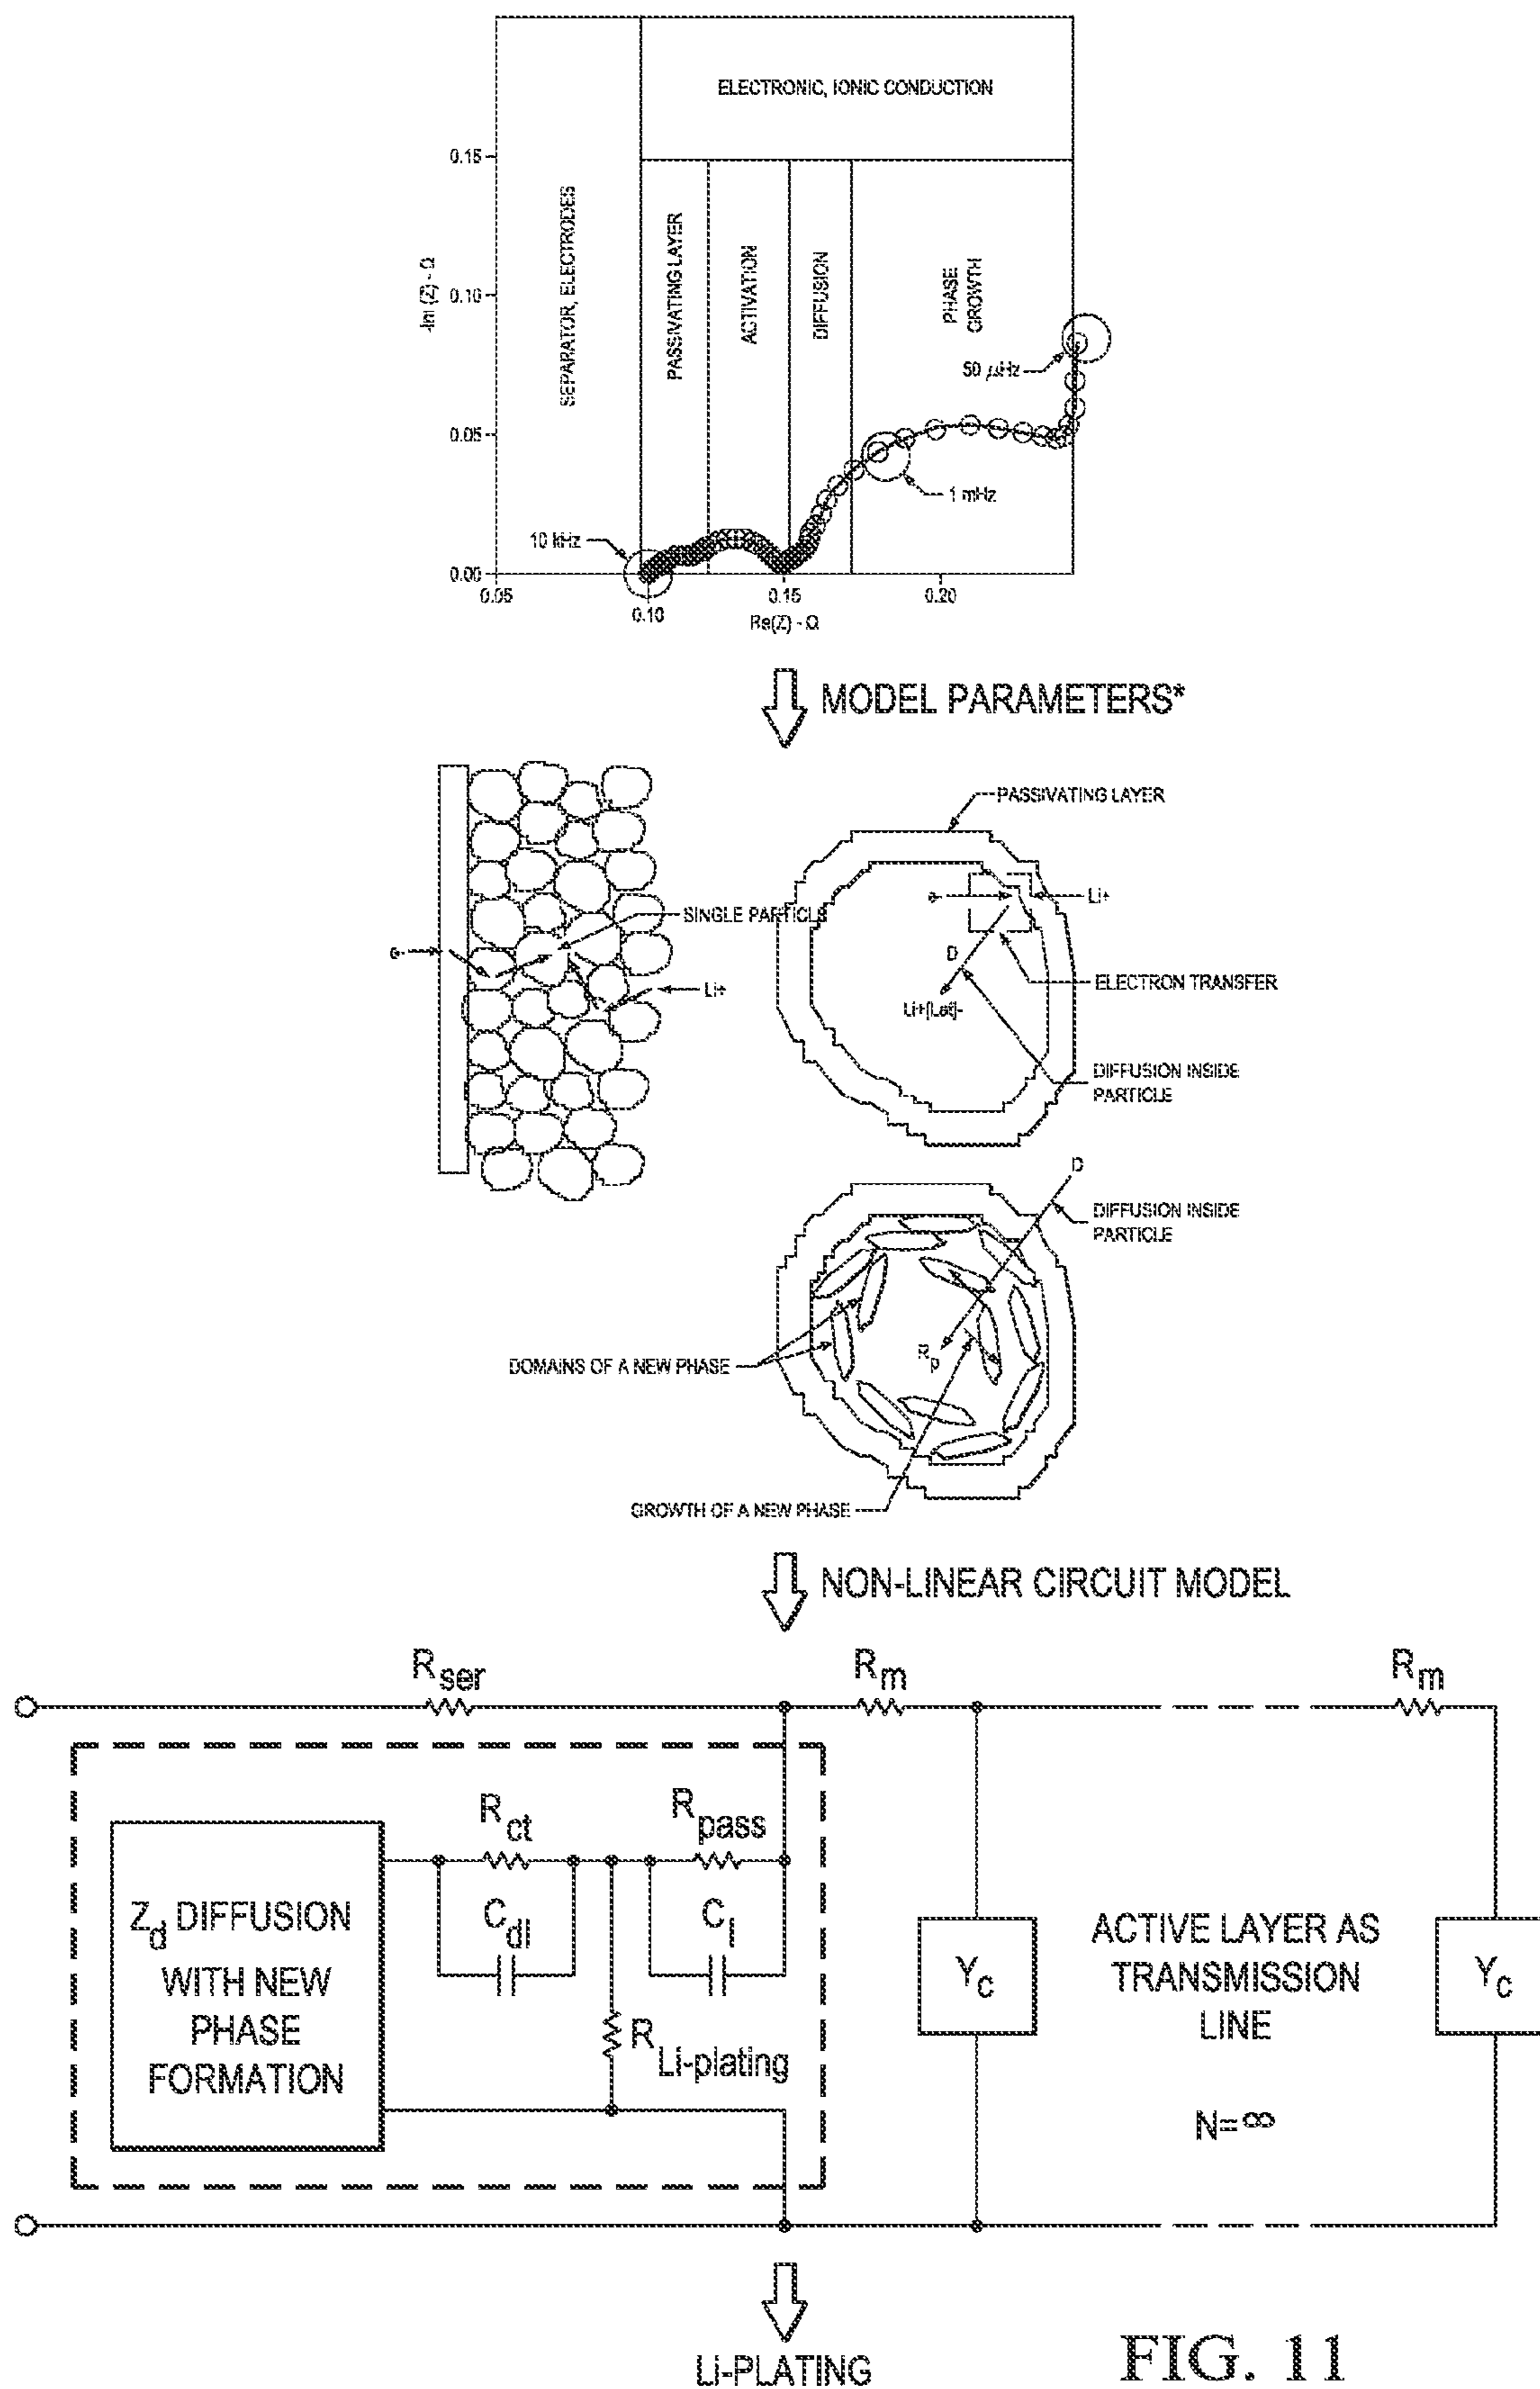 ELECTRONIC, IONIC CONDUCTION
0.15
0.10
0.05
0.00
-Im (Z) - Ω
SEPARATOR, ELECTRODES
PASSIVATING LAYER
ACTIVATION
DIFFUSION
PHASE
GROWTH
50 μHz
1 mHz
10 kHz
0.05
0.10
0.15
0.20
Re(Z) - Ω
MODEL PARAMETERS*
PASSIVATING LAYER
SINGLE PARTICLE
e-
Li+
e-
Li+
D
ELECTRON TRANSFER
Li+[Lat]-
DIFFUSION INSIDE
PARTICLE
D
DIFFUSION INSIDE
PARTICLE
Rp
DOMAINS OF A NEW PHASE
GROWTH OF A NEW PHASE
NON-LINEAR CIRCUIT MODEL
Rser
Rm
Rm
Rct
Rpass
Cdl
Cl
RLi-plating
Zd DIFFUSION
WITH NEW
PHASE
FORMATION
Yc
ACTIVE LAYER AS
TRANSMISSION
LINE
N=∞
Yc
LI-PLATING
FIG. 11